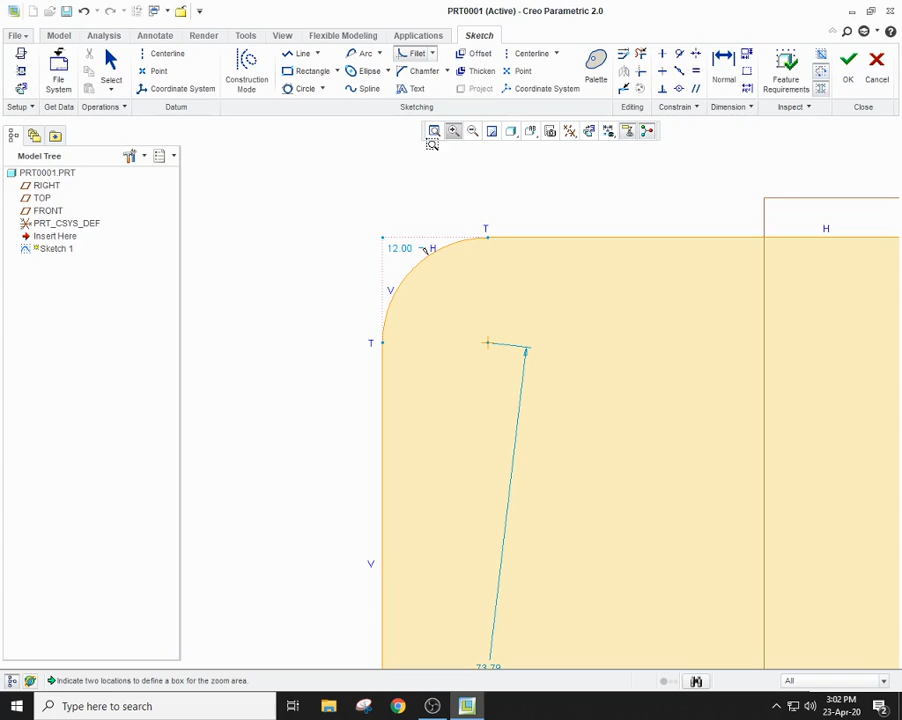 PRT0001 (Active) - Creo Parametric 2.0
File
Model
Analysis
Annotate
Render
Tools
View
Flexible Modeling
Applications
Sketch
Centerline
Line
Arc
Fillet
Offset
Centerline
Point
Rectangle
Ellipse
Chamfer
Thicken
Point
File System
Select
Coordinate System
Construction Mode
Circle
Spline
Text
Project
Coordinate System
Palette
Normal
Feature Requirements
OK
Cancel
Setup
Get Data
Operations
Datum
Sketching
Editing
Constrain
Dimension
Inspect
Close
Model Tree
PRT0001.PRT
RIGHT
TOP
FRONT
PRT_CSYS_DEF
Insert Here
Sketch 1
T
H
12.00
H
V
T
V
73.79
Indicate two locations to define a box for the zoom area.
All
Type here to search
3:02 PM
23-Apr-20
2